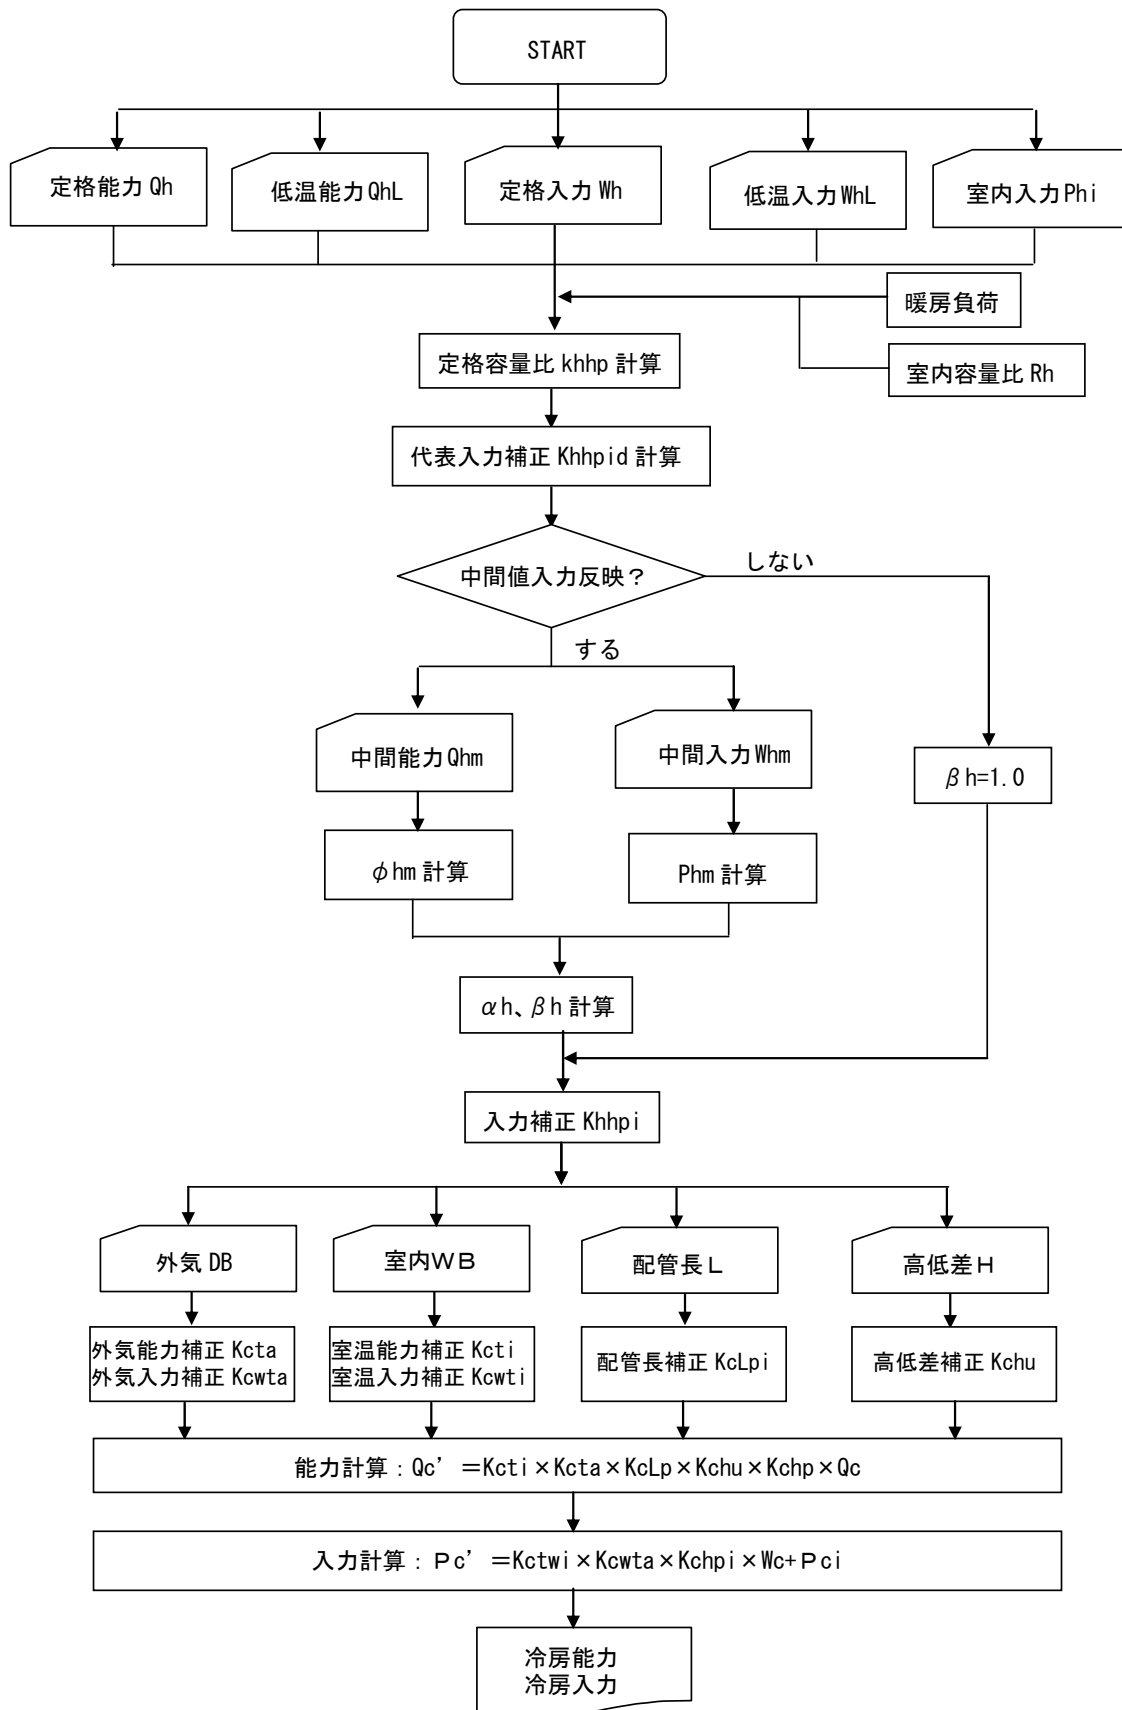 START
定格能力 Qh
低温能力 QhL
定格入力 Wh
低温入力 WhL
室内入力 Phi
暖房負荷
定格容量比 khhp 計算
室内容量比 Rh
代表入力補正 Khhpid 計算
中間値入力反映？
しない
する
中間能力 Qhm
中間入力 Whm
βh=1.0
φhm 計算
Phm 計算
αh、βh 計算
入力補正 Khhpi
外気 DB
室内ＷＢ
配管長Ｌ
高低差Ｈ
外気能力補正 Kcta
外気入力補正 Kcwta
室温能力補正 Kcti
室温入力補正 Kcwti
配管長補正 KcLpi
高低差補正 Kchu
能力計算：Qc’＝Kcti×Kcta×KcLp×Kchu×Kchp×Qc
入力計算：Ｐc’＝Kctwi×Kcwta×Kchpi×Wc+Ｐci
冷房能力
冷房入力